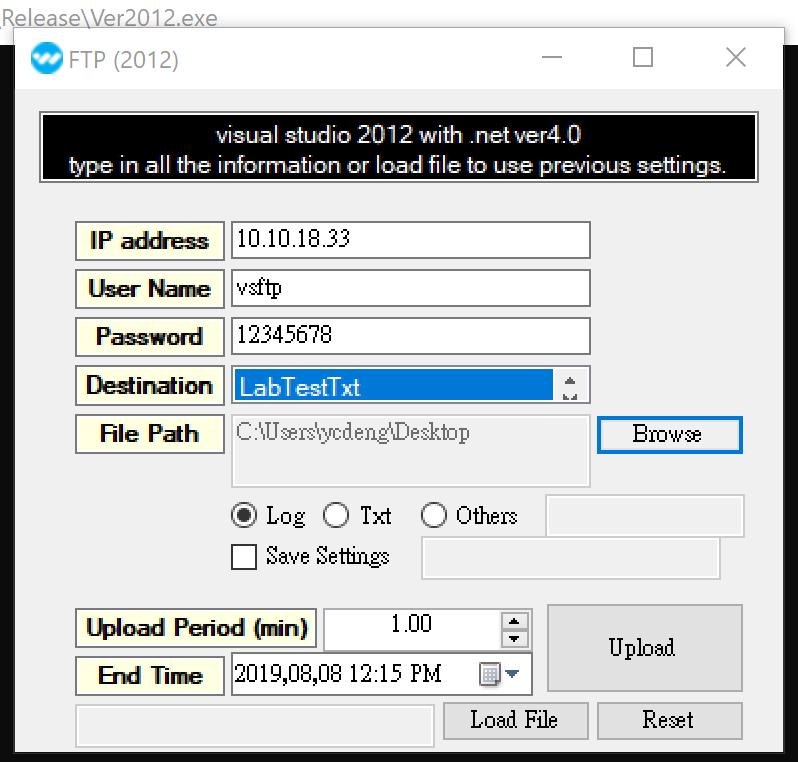 \Release\Ver2012.exe
FTP (2012)
visual studio 2012 with .net ver4.0
type in all the information or load file to use previous settings.
IP address 10.10.18.33
User Name vsftp
Password 12345678
Destination LabTestTxt
File Path C:\Users\ycdeng\Desktop Browse
Log Txt Others
Save Settings
Upload Period (min) 1.00 Upload
End Time 2019,08,08 12:15 PM
Load File Reset